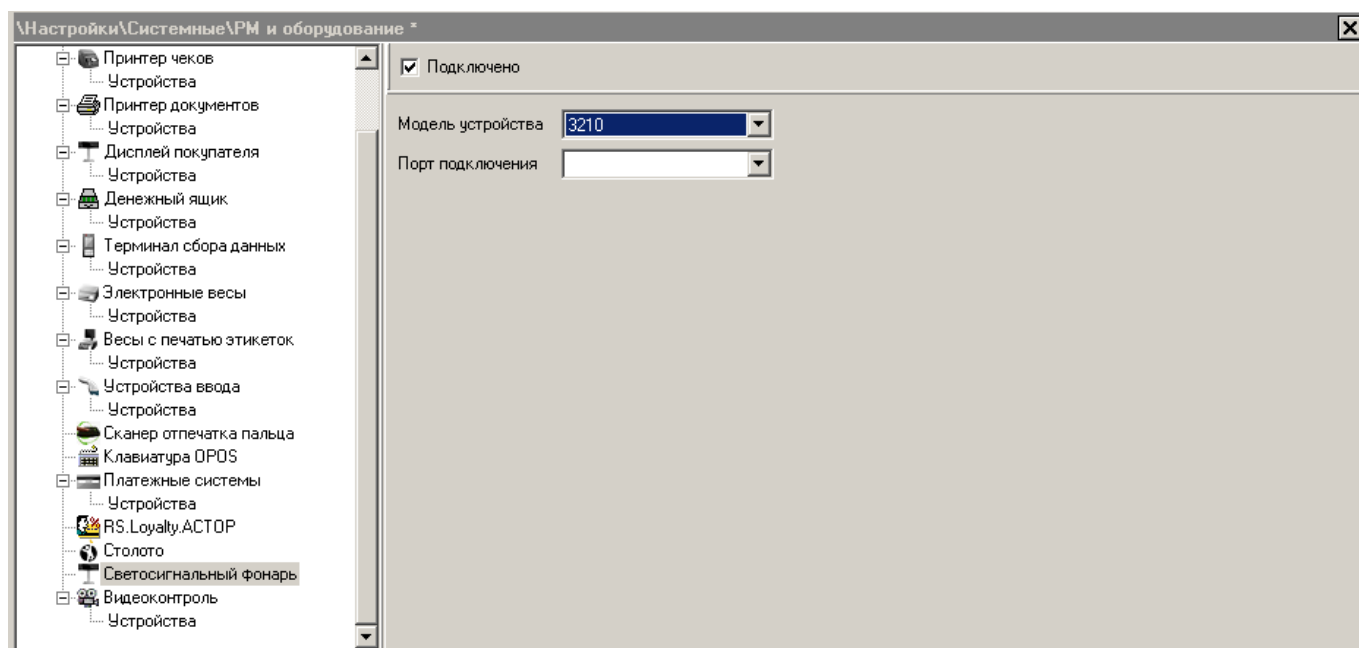 \Настройки\Системные\РМ и оборудование *
Принтер чеков
Устройства
Принтер документов
Устройства
Дисплей покупателя
Устройства
Денежный ящик
Устройства
Терминал сбора данных
Устройства
Электронные весы
Устройства
Весы с печатью этикеток
Устройства
Устройства ввода
Устройства
Сканер отпечатка пальца
Клавиатура OPOS
Платежные системы
Устройства
RS.Loyalty.АСТОР
Столото
Светосигнальный фонарь
Видеоконтроль
Устройства
Подключено
Модель устройства 3210
Порт подключения